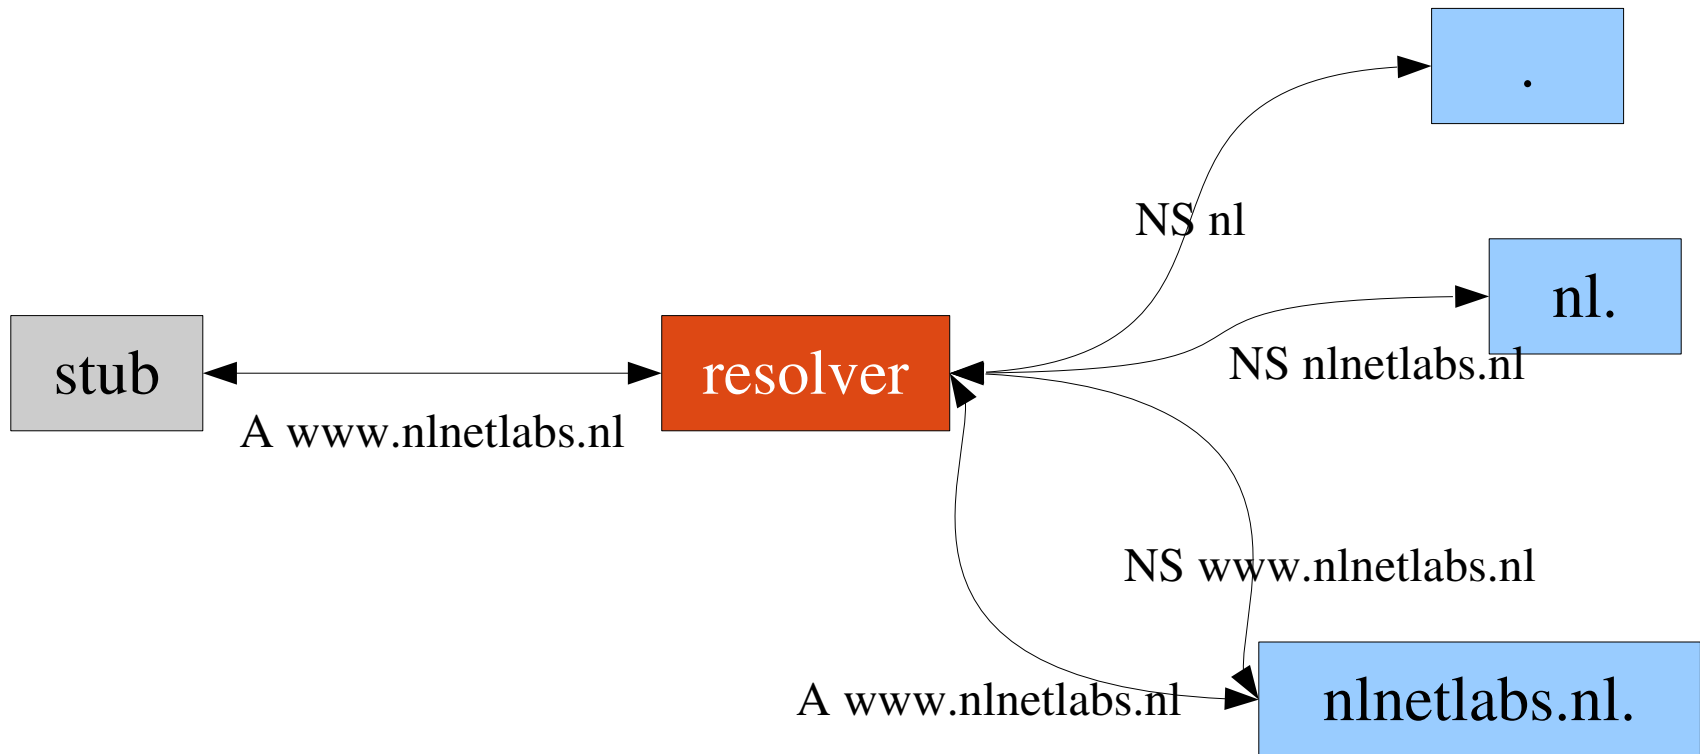 .
NS nl
nl.
NS nlnetlabs.nl
stub
resolver
A www.nlnetlabs.nl
NS www.nlnetlabs.nl
A www.nlnetlabs.nl
nlnetlabs.nl.